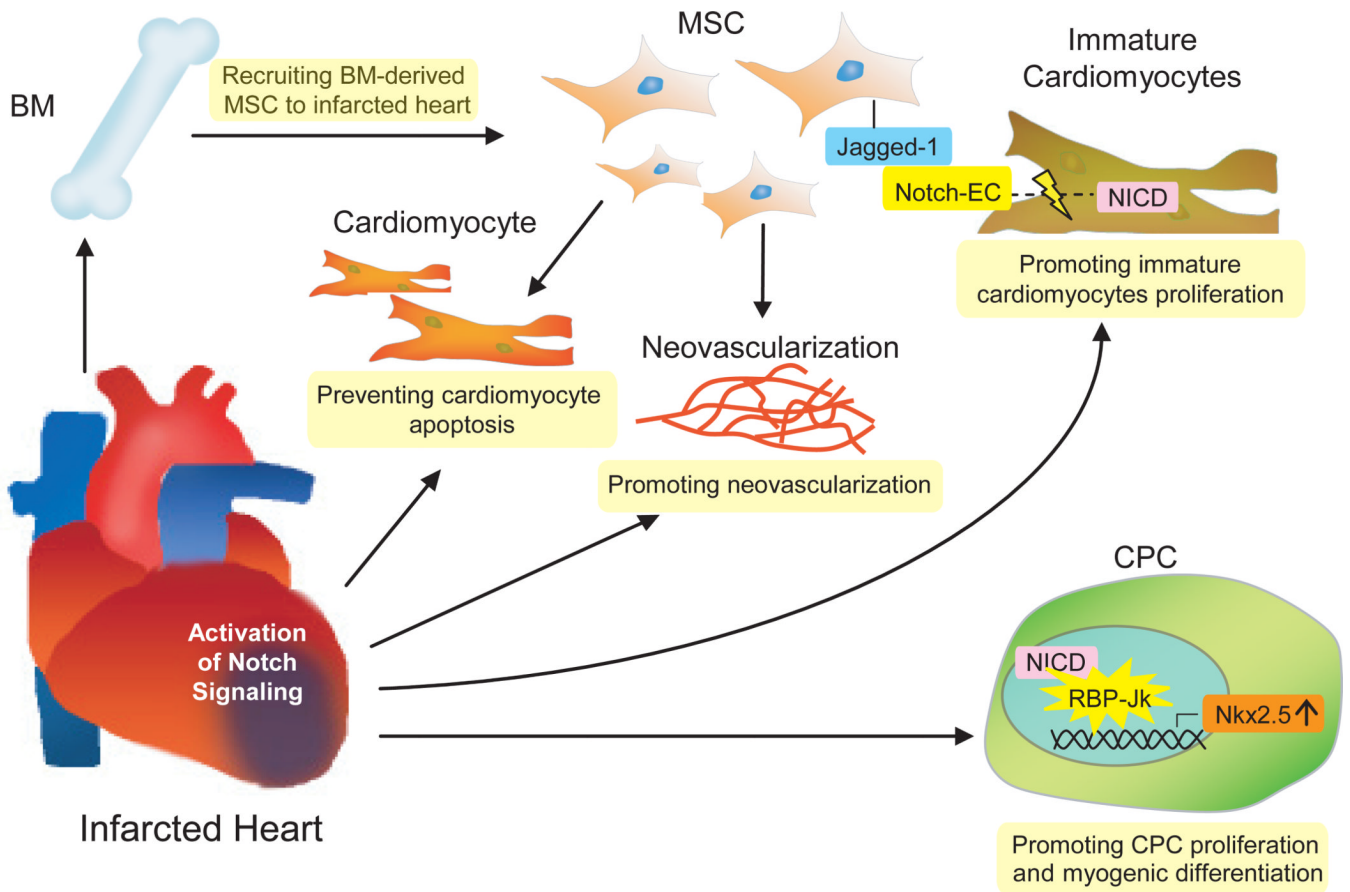 MSC
Immature
Cardiomyocytes
BM
Recruiting BM-derived
MSC to infarcted heart
Jagged-1
Notch-EC
NICD
Cardiomyocyte
Promoting immature
cardiomyocytes proliferation
Neovascularization
Preventing cardiomyocyte
apoptosis
Promoting neovascularization
CPC
Activation
of Notch
Signaling
NICD
RBP-Jk
Nkx2.5
Infarcted Heart
Promoting CPC proliferation
and myogenic differentiation